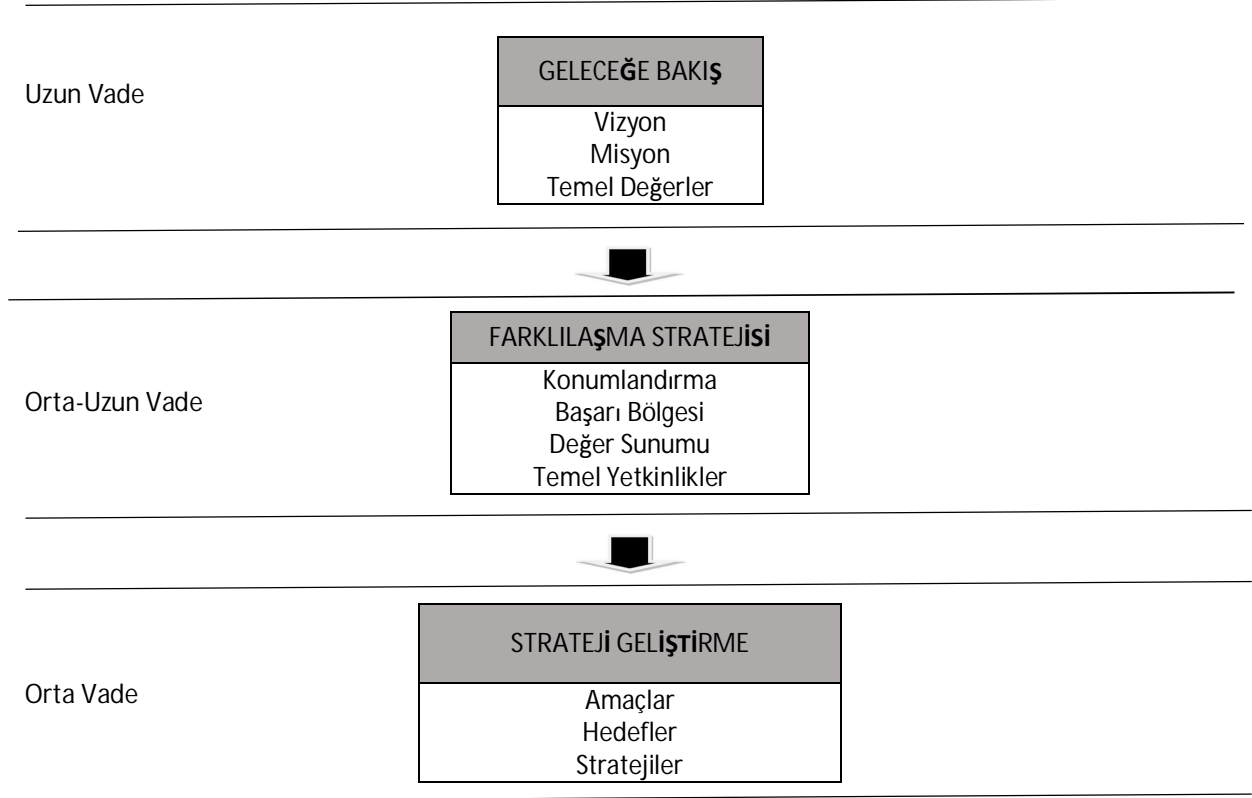 GELECEĞE BAKIŞ
Uzun Vade
Vizyon
Misyon
Temel Değerler
FARKLILAŞMA STRATEJİSİ
Orta-Uzun Vade
Konumlandırma
Başarı Bölgesi
Değer Sunumu
Temel Yetkinlikler
STRATEJİ GELİŞTİRME
Orta Vade
Amaçlar
Hedefler
Stratejiler